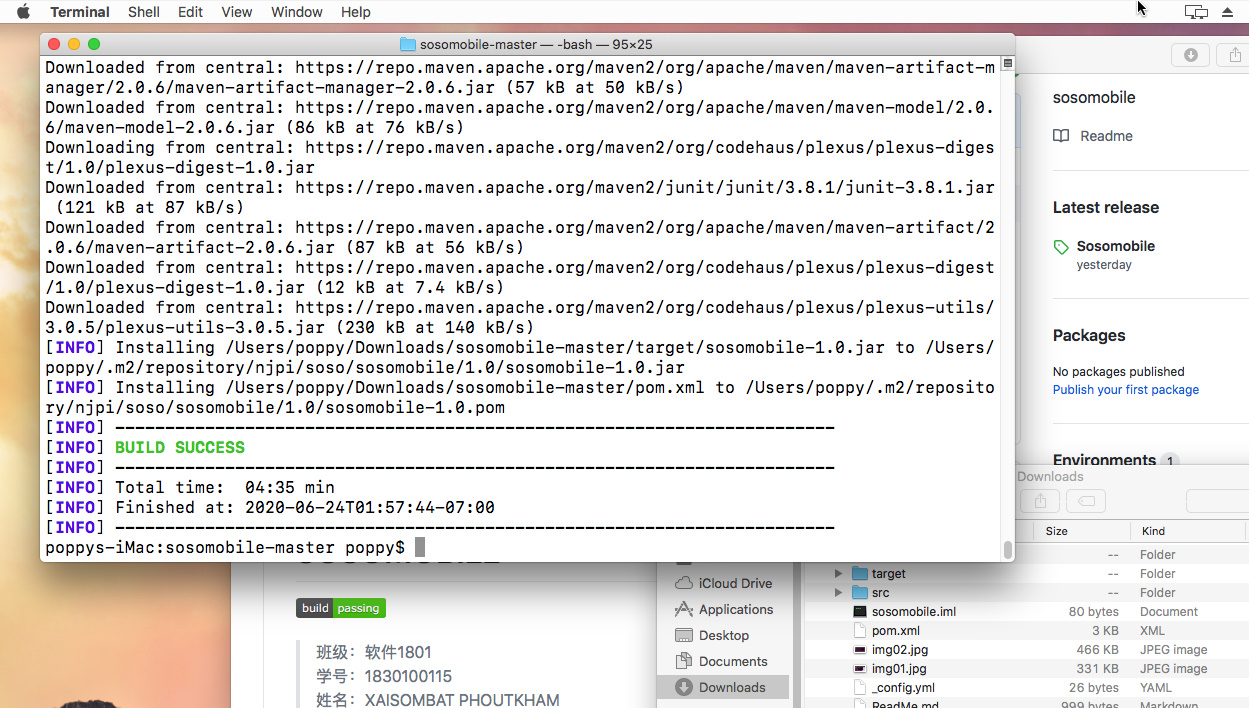 Terminal Shell Edit View Window Help
sosomobile-master — -bash — 95×25
Downloaded from central: https://repo.maven.apache.org/maven2/org/apache/maven/maven-artifact-m
anager/2.0.6/maven-artifact-manager-2.0.6.jar (57 kB at 50 kB/s)
Downloaded from central: https://repo.maven.apache.org/maven2/org/apache/maven/maven-model/2.0.
6/maven-model-2.0.6.jar (86 kB at 76 kB/s)
Downloading from central: https://repo.maven.apache.org/maven2/org/codehaus/plexus/plexus-diges
t/1.0/plexus-digest-1.0.jar
Downloaded from central: https://repo.maven.apache.org/maven2/junit/junit/3.8.1/junit-3.8.1.jar
(121 kB at 87 kB/s)
Downloaded from central: https://repo.maven.apache.org/maven2/org/apache/maven/maven-artifact/2
.0.6/maven-artifact-2.0.6.jar (87 kB at 56 kB/s)
Downloaded from central: https://repo.maven.apache.org/maven2/org/codehaus/plexus/plexus-digest
/1.0/plexus-digest-1.0.jar (12 kB at 7.4 kB/s)
Downloaded from central: https://repo.maven.apache.org/maven2/org/codehaus/plexus/plexus-utils/
3.0.5/plexus-utils-3.0.5.jar (230 kB at 140 kB/s)
[INFO] Installing /Users/poppy/Downloads/sosomobile-master/target/sosomobile-1.0.jar to /Users/
poppy/.m2/repository/njpi/soso/sosomobile/1.0/sosomobile-1.0.jar
[INFO] Installing /Users/poppy/Downloads/sosomobile-master/pom.xml to /Users/poppy/.m2/reposito
ry/njpi/soso/sosomobile/1.0/sosomobile-1.0.pom
[INFO] ------------------------------------------------------------------------
[INFO] BUILD SUCCESS
[INFO] ------------------------------------------------------------------------
[INFO] Total time:  04:35 min
[INFO] Finished at: 2020-06-24T01:57:44-07:00
[INFO] ------------------------------------------------------------------------
poppys-iMac:sosomobile-master poppy$
sosomobile
Readme
Latest release
Sosomobile
yesterday
Packages
No packages published
Publish your first package
Environments 1
build passing
班级：软件1801
学号：1830100115
姓名：XAISOMBAT PHOUTKHAM
Downloads
Size Kind
iCloud Drive
Applications
Desktop
Documents
Downloads
-- Folder
target -- Folder
src -- Folder
sosomobile.iml 80 bytes Document
pom.xml 3 KB XML
img02.jpg 466 KB JPEG image
img01.jpg 331 KB JPEG image
_config.yml 26 bytes YAML
ReadMe.md 999 bytes Markdown